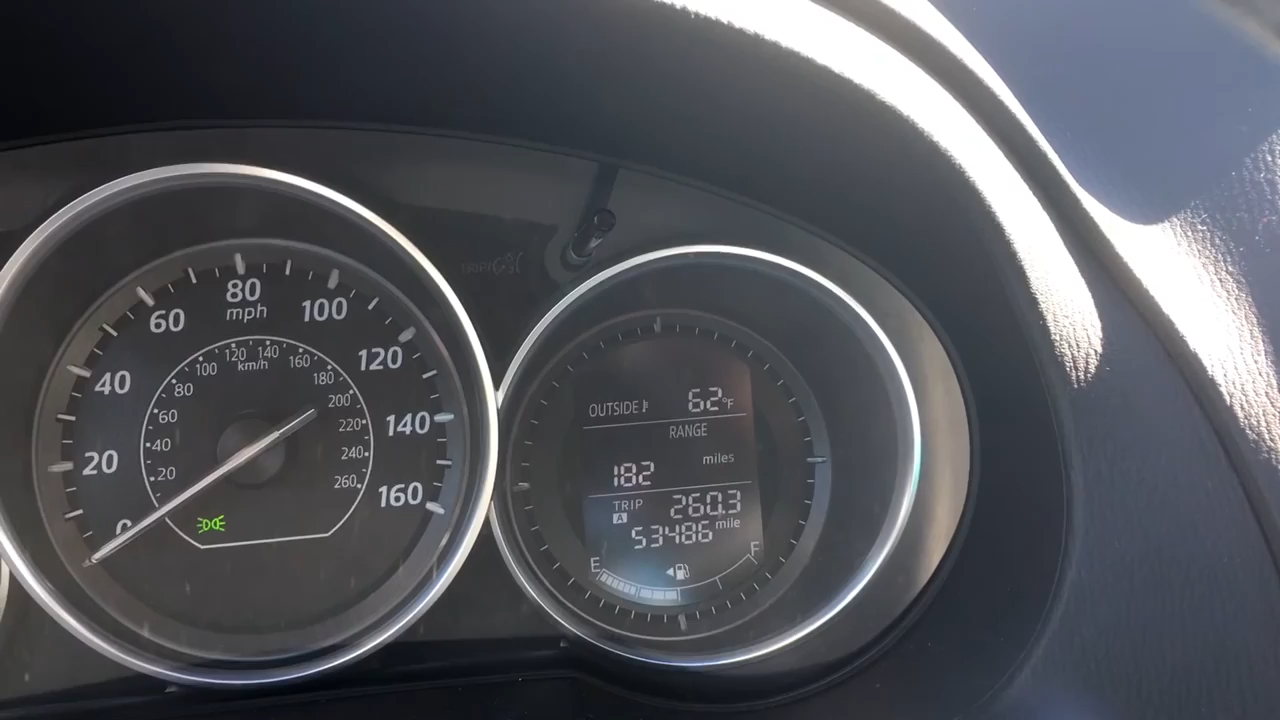 80
mph
60
100
40
120
20
140
0
160
120 140
km/h
100
160
80
180
60
200
40
220
20
240
260
OUTSIDE 62°F
RANGE
miles
182
TRIP A 260.3
53486 mile
E F